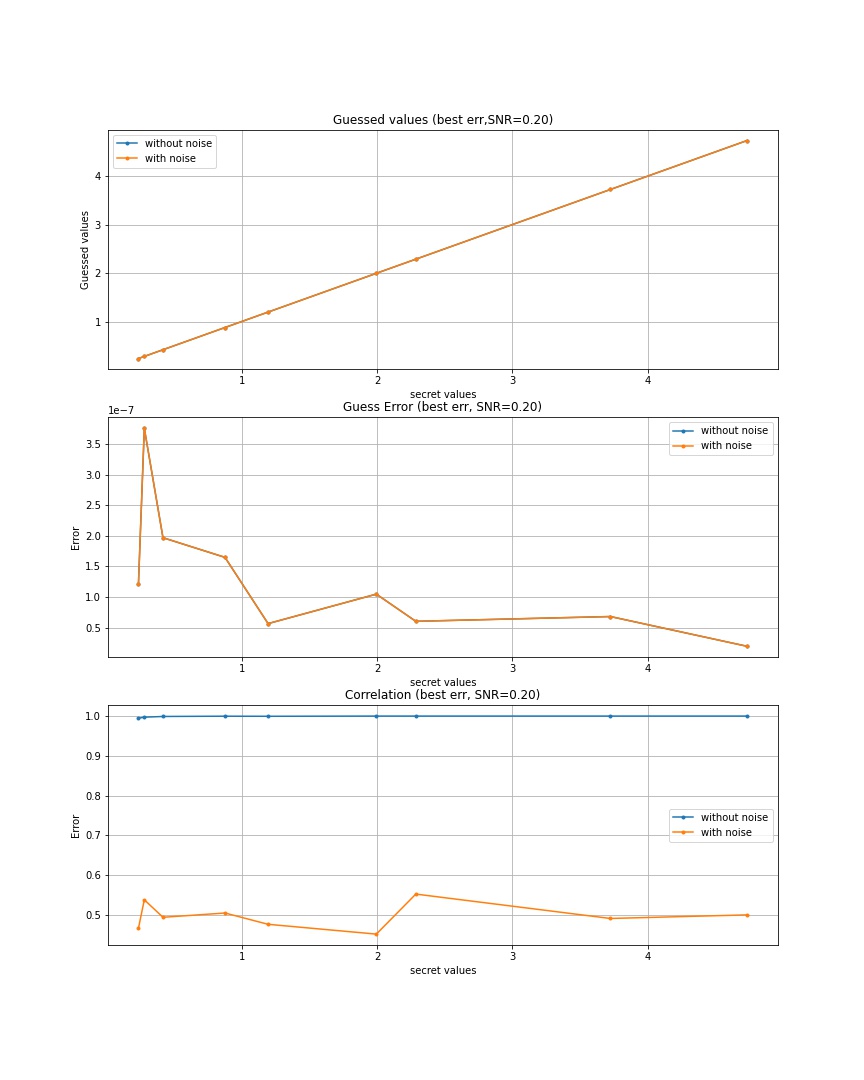 Guessed values (best err,SNR=0.20)
without noise
with noise
4
3
2
1
Guessed values
1
2
3
4
secret values
Guess Error (best err, SNR=0.20)
1e−7
without noise
with noise
3.5
3.0
2.5
2.0
1.5
1.0
0.5
Error
1
2
3
4
secret values
Correlation (best err, SNR=0.20)
1.0
0.9
0.8
0.7
0.6
0.5
Error
without noise
with noise
1
2
3
4
secret values